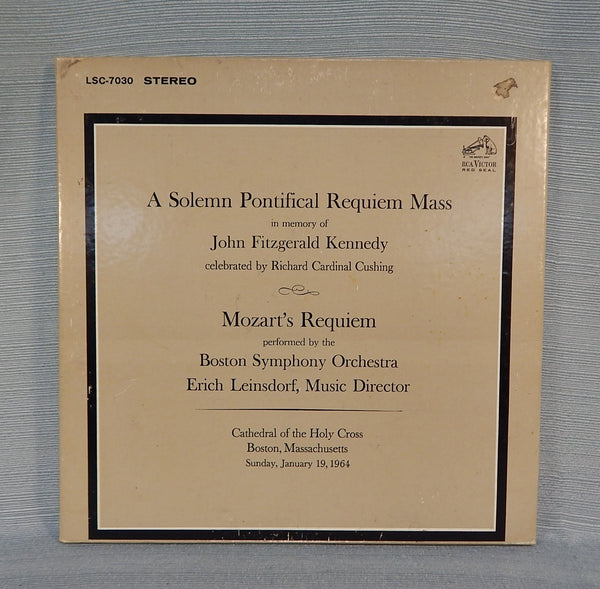 LSC-7030 STEREO
RCA VICTOR
RED SEAL
A Solemn Pontifical Requiem Mass
in memory of
John Fitzgerald Kennedy
celebrated by Richard Cardinal Cushing
Mozart's Requiem
performed by the
Boston Symphony Orchestra
Erich Leinsdorf, Music Director
Cathedral of the Holy Cross
Boston, Massachusetts
Sunday, January 19, 1964